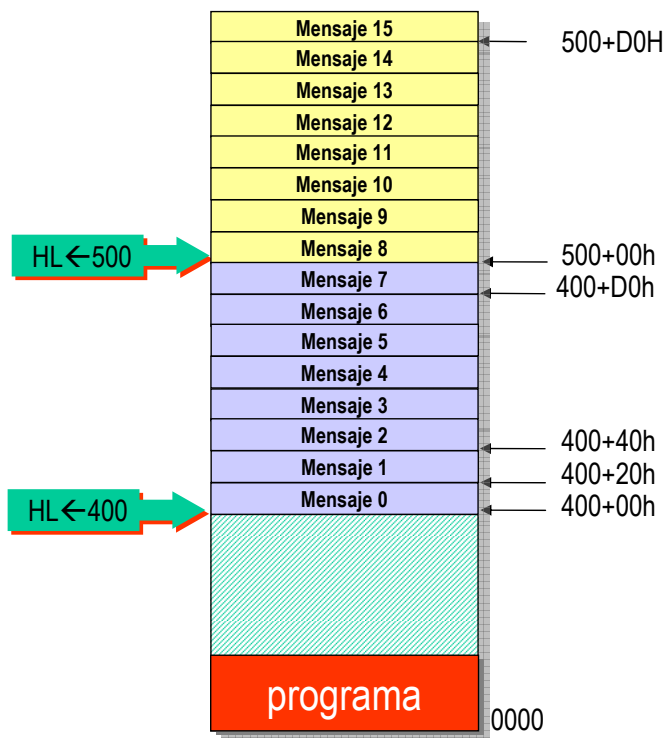 Mensaje 15
500+D0H
Mensaje 14
Mensaje 13
Mensaje 12
Mensaje 11
Mensaje 10
Mensaje 9
HL←500
Mensaje 8
500+00h
Mensaje 7
400+D0h
Mensaje 6
Mensaje 5
Mensaje 4
Mensaje 3
Mensaje 2
400+40h
Mensaje 1
400+20h
HL←400
Mensaje 0
400+00h
programa
0000